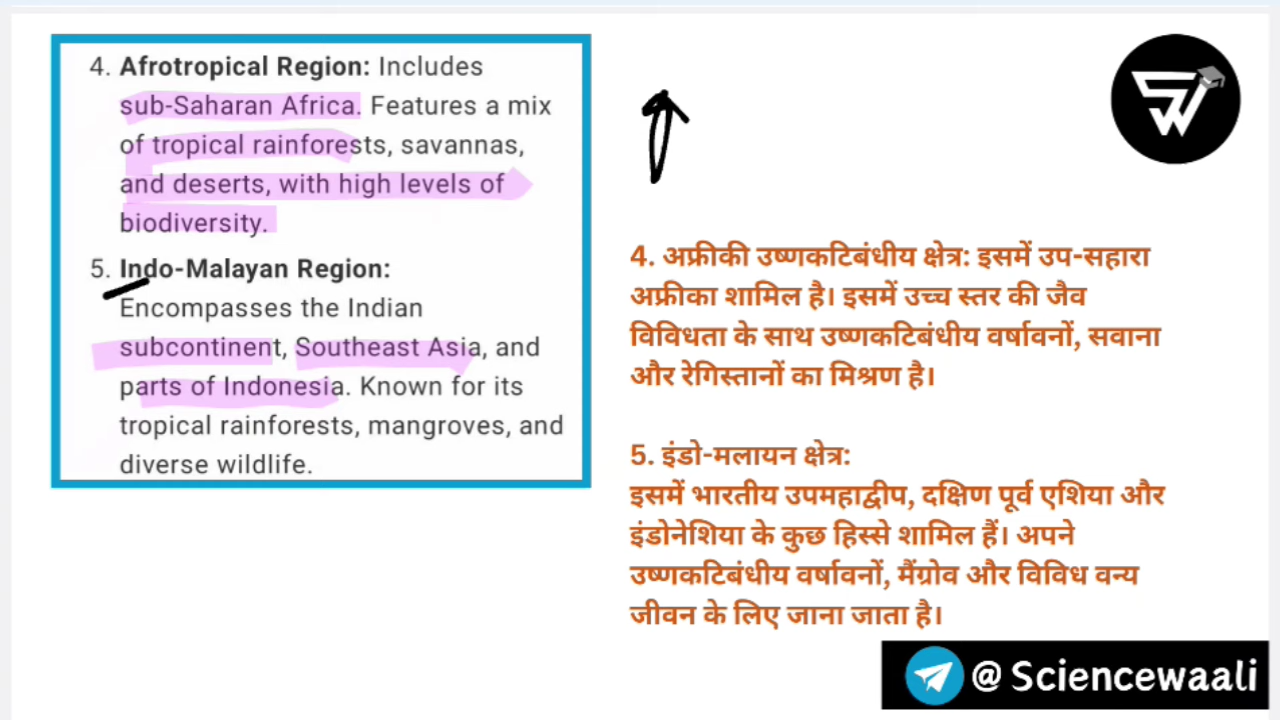 4. Afrotropical Region: Includes
sub-Saharan Africa. Features a mix
of tropical rainforests, savannas,
and deserts, with high levels of
biodiversity.
5. Indo-Malayan Region:
Encompasses the Indian
subcontinent, Southeast Asia, and
parts of Indonesia. Known for its
tropical rainforests, mangroves, and
diverse wildlife.
SW
4. अफ्रीकी उष्णकटिबंधीय क्षेत्र: इसमें उप-सहारा
अफ्रीका शामिल है। इसमें उच्च स्तर की जैव
विविधता के साथ उष्णकटिबंधीय वर्षावनों, सवाना
और रेगिस्तानों का मिश्रण है।
5. इंडो-मलायन क्षेत्र:
इसमें भारतीय उपमहाद्वीप, दक्षिण पूर्व एशिया और
इंडोनेशिया के कुछ हिस्से शामिल हैं। अपने
उष्णकटिबंधीय वर्षावनों, मैंग्रोव और विविध वन्य
जीवन के लिए जाना जाता है।
@ Sciencewaali